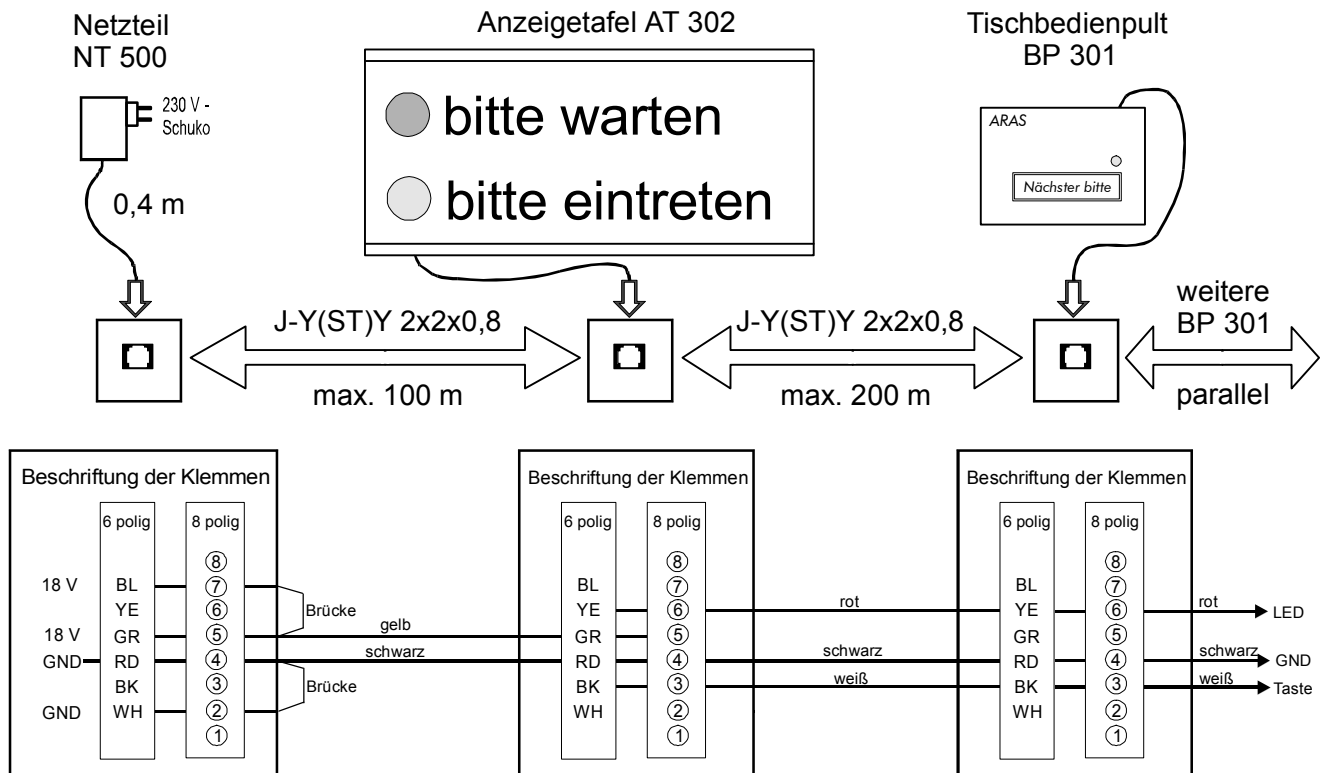 Netzteil
NT 500
230 V -
Schuko
0,4 m
Anzeigetafel AT 302
bitte warten
bitte eintreten
Tischbedienpult
BP 301
ARAS
Nächster bitte
J-Y(ST)Y 2x2x0,8
max. 100 m
J-Y(ST)Y 2x2x0,8
max. 200 m
weitere
BP 301
parallel
Beschriftung der Klemmen
6 polig 8 polig
8
18 V BL 7
YE 6 Brücke
18 V GR 5 gelb
GND RD 4 schwarz
BK 3 Brücke
GND WH 2
1
Beschriftung der Klemmen
6 polig 8 polig
8
BL 7
YE 6 rot
GR 5
RD 4 schwarz
BK 3 weiß
WH 2
1
Beschriftung der Klemmen
6 polig 8 polig
8
BL 7
YE 6 rot LED
GR 5
RD 4 schwarz GND
BK 3 weiß Taste
WH 2
1